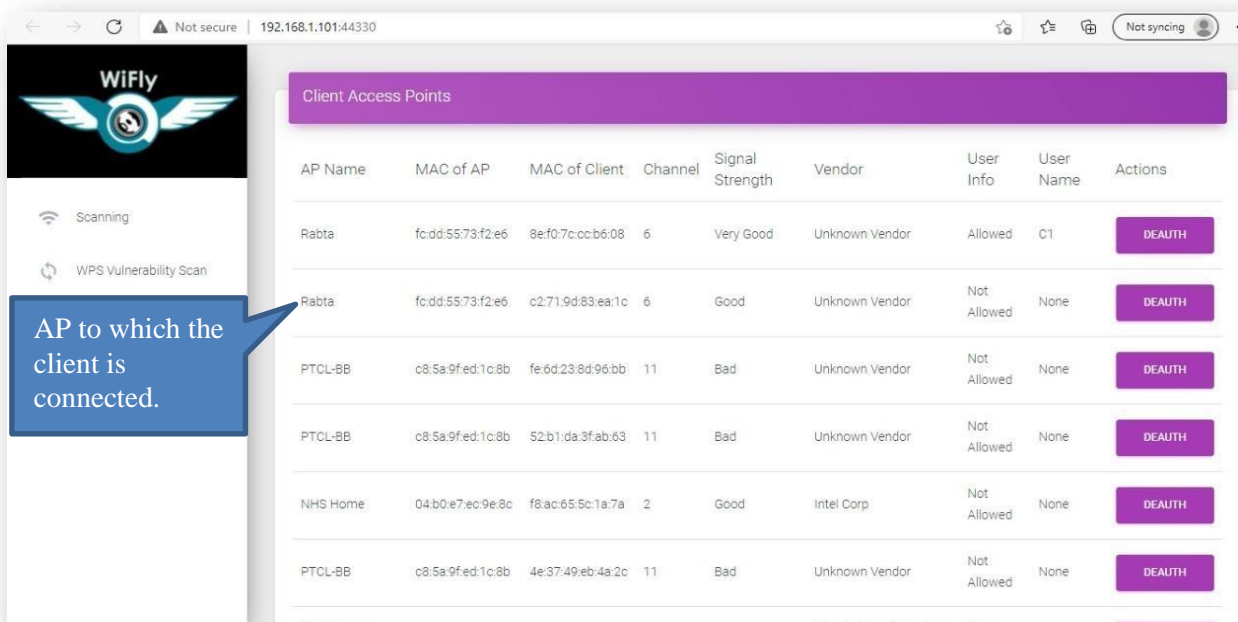 Not secure | 192.168.1.101:44330
Not syncing
WiFly
Client Access Points
AP Name MAC of AP MAC of Client Channel Signal Strength Vendor User Info User Name Actions
Scanning
Rabta fc:dd:55:73:f2:e6 8e:f0:7c:cc:b6:08 6 Very Good Unknown Vendor Allowed C1 DEAUTH
WPS Vulnerability Scan
Rabta fc:dd:55:73:f2:e6 c2:71:9d:83:ea:1c 6 Good Unknown Vendor Not Allowed None DEAUTH
AP to which the
client is
connected.
PTCL-BB c8:5a:9f:ed:1c:8b fe:6d:23:8d:96:bb 11 Bad Unknown Vendor Not Allowed None DEAUTH
PTCL-BB c8:5a:9f:ed:1c:8b 52:b1:da:3f:ab:63 11 Bad Unknown Vendor Not Allowed None DEAUTH
NHS Home 04:b0:e7:ec:9e:8c f8:ac:65:5c:1a:7a 2 Good Intel Corp Not Allowed None DEAUTH
PTCL-BB c8:5a:9f:ed:1c:8b 4e:37:49:eb:4a:2c 11 Bad Unknown Vendor Not Allowed None DEAUTH